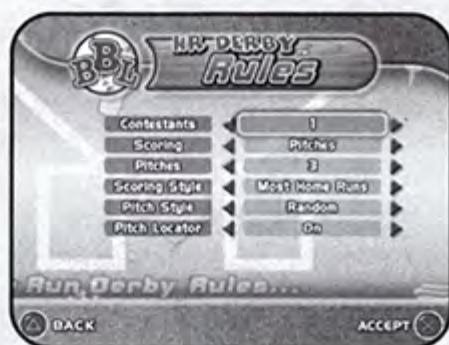 BBL
HR DERBY
Rules
Contestants 1
Scoring Pitches
Pitches 3
Scoring Style Most Home Runs
Pitch Style Random
Pitch Locator On
Run Derby Rules...
BACK ACCEPT